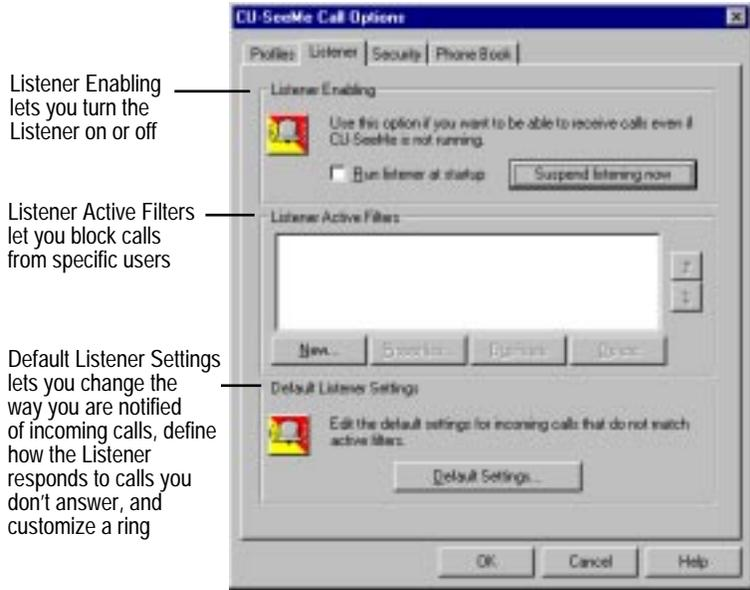 CU-SeeMe Call Options
Profiles Listener Security Phone Book
Listener Enabling
lets you turn the
Listener on or off
Listener Enabling
Use this option if you want to be able to receive calls even if
CU-SeeMe is not running.
Run listener at startup
Suspend listening now
Listener Active Filters
let you block calls
from specific users
Listener Active Filters
New...
Default Listener Settings
lets you change the
way you are notified
of incoming calls, define
how the Listener
responds to calls you
don't answer, and
customize a ring
Default Listener Settings
Edit the default settings for incoming calls that do not match
active filters.
Default Settings...
OK Cancel Help